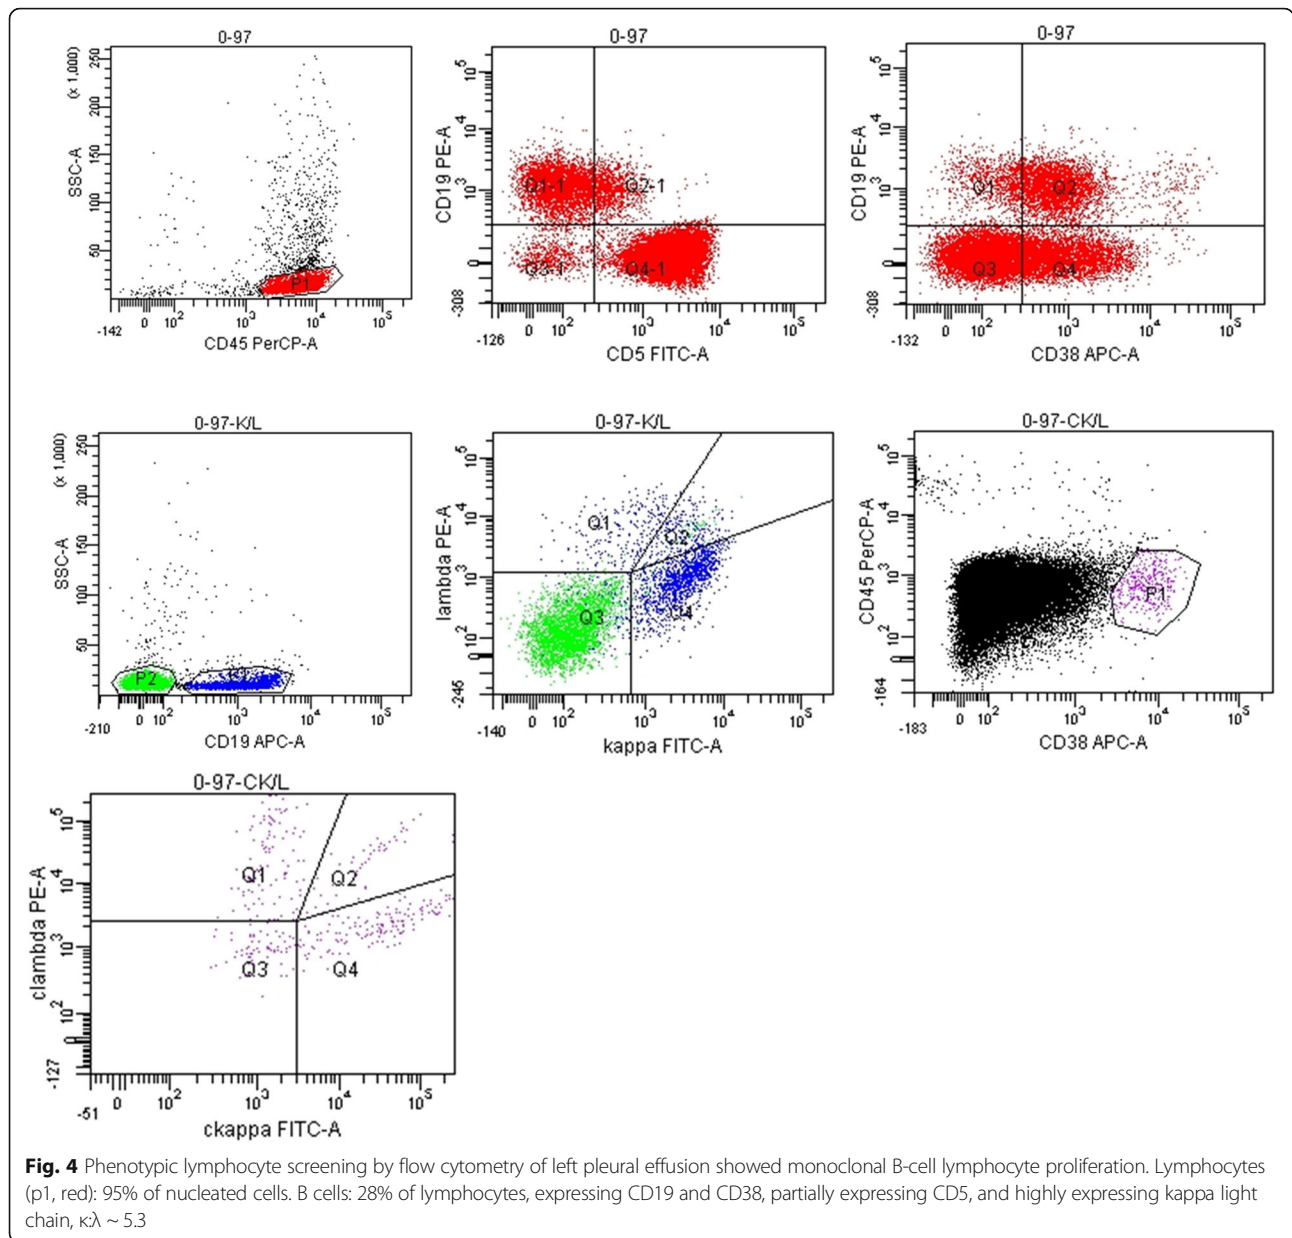 0-97
SSC-A
(x 1,000)
250
200
150
100
50
P1
-142
0
10²
10³
10⁴
10⁵
CD45 PerCP-A
0-97
CD19 PE-A
10⁵
10⁴
10³
0
-308
Q1-1
Q2-1
Q3-1
Q4-1
-126
0
10²
10³
10⁴
10⁵
CD5 FITC-A
0-97
CD19 PE-A
10⁵
10⁴
10³
0
-308
Q1
Q2
Q3
Q4
-132
0
10²
10³
10⁴
10⁵
CD38 APC-A
0-97-K/L
SSC-A
(x 1,000)
250
200
150
100
50
P2
-210
0
10²
10³
10⁴
10⁵
CD19 APC-A
0-97-K/L
lambda PE-A
10⁵
10⁴
10³
10²
0
-245
Q1
Q2
Q3
Q4
-140
10²
10³
10⁴
10⁵
kappa FITC-A
0-97-CK/L
CD45 PerCP-A
10⁵
10⁴
10³
10²
0
-164
P1
-183
0
10²
10³
10⁴
10⁵
CD38 APC-A
0-97-CK/L
clambda PE-A
10⁵
10⁴
10³
10²
0
-127
Q1
Q2
Q3
Q4
-51
0
10²
10³
10⁴
10⁵
ckappa FITC-A
Fig. 4 Phenotypic lymphocyte screening by flow cytometry of left pleural effusion showed monoclonal B-cell lymphocyte proliferation. Lymphocytes
(p1, red): 95% of nucleated cells. B cells: 28% of lymphocytes, expressing CD19 and CD38, partially expressing CD5, and highly expressing kappa light
chain, κ:λ ~ 5.3